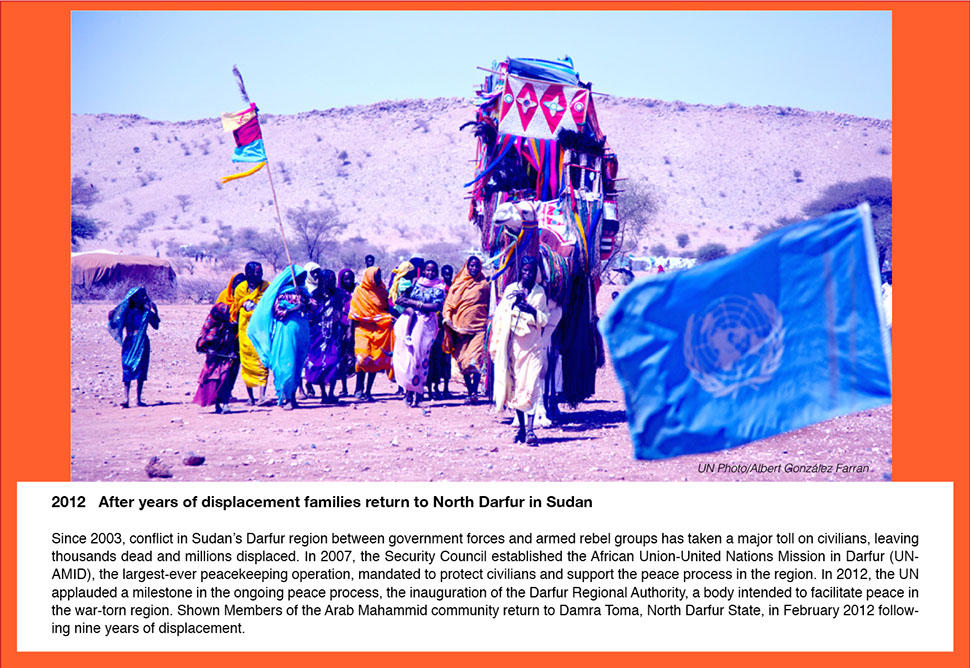 UN Photo/Albert González Farran
2012 After years of displacement families return to North Darfur in Sudan
Since 2003, conflict in Sudan's Darfur region between government forces and armed rebel groups has taken a major toll on civilians, leaving
thousands dead and millions displaced. In 2007, the Security Council established the African Union-United Nations Mission in Darfur (UN-
AMID), the largest-ever peacekeeping operation, mandated to protect civilians and support the peace process in the region. In 2012, the UN
applauded a milestone in the ongoing peace process, the inauguration of the Darfur Regional Authority, a body intended to facilitate peace in
the war-torn region. Shown Members of the Arab Mahammid community return to Damra Toma, North Darfur State, in February 2012 follow-
ing nine years of displacement.